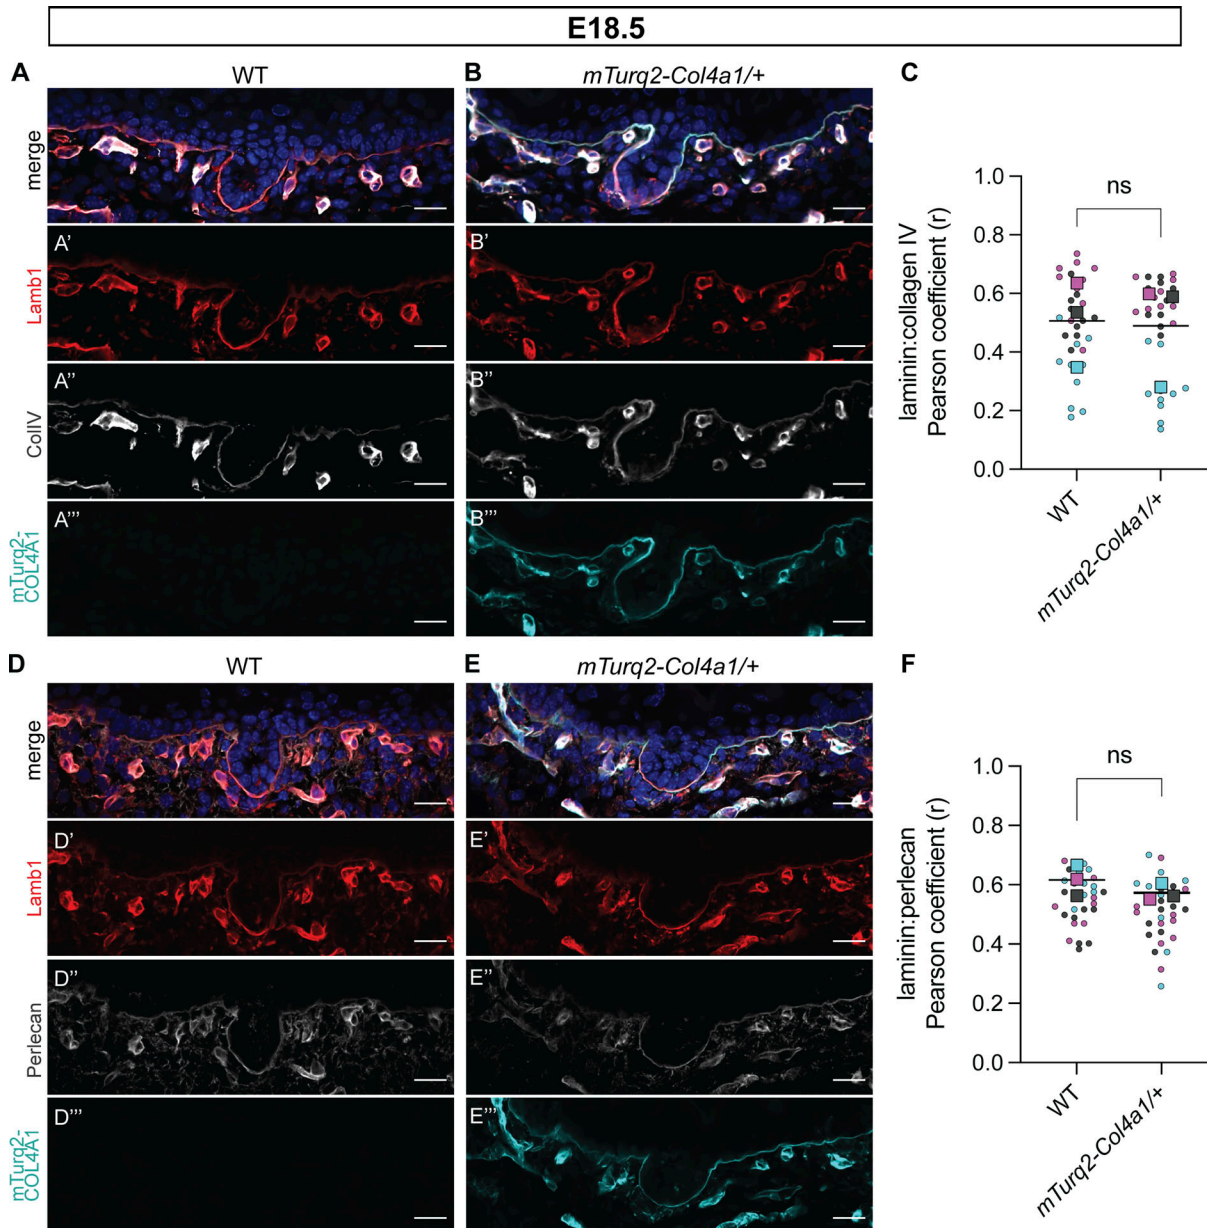 E18.5
A
WT
B
mTurq2-Col4a1/+
C
merge
A’
B’
Lamb1
A’’
B’’
ColIV
A’’’
B’’’
mTurq2-
COL4A1
laminin:collagen IV
Pearson coefficient (r)
1.0
0.8
0.6
0.4
0.2
0.0
ns
WT
mTurq2-Col4a1/+
D
WT
E
mTurq2-Col4a1/+
F
merge
D’
E’
Lamb1
D’’
E’’
Perlecan
D’’’
E’’’
mTurq2-
COL4A1
laminin:perlecan
Pearson coefficient (r)
1.0
0.8
0.6
0.4
0.2
0.0
ns
WT
mTurq2-Col4a1/+